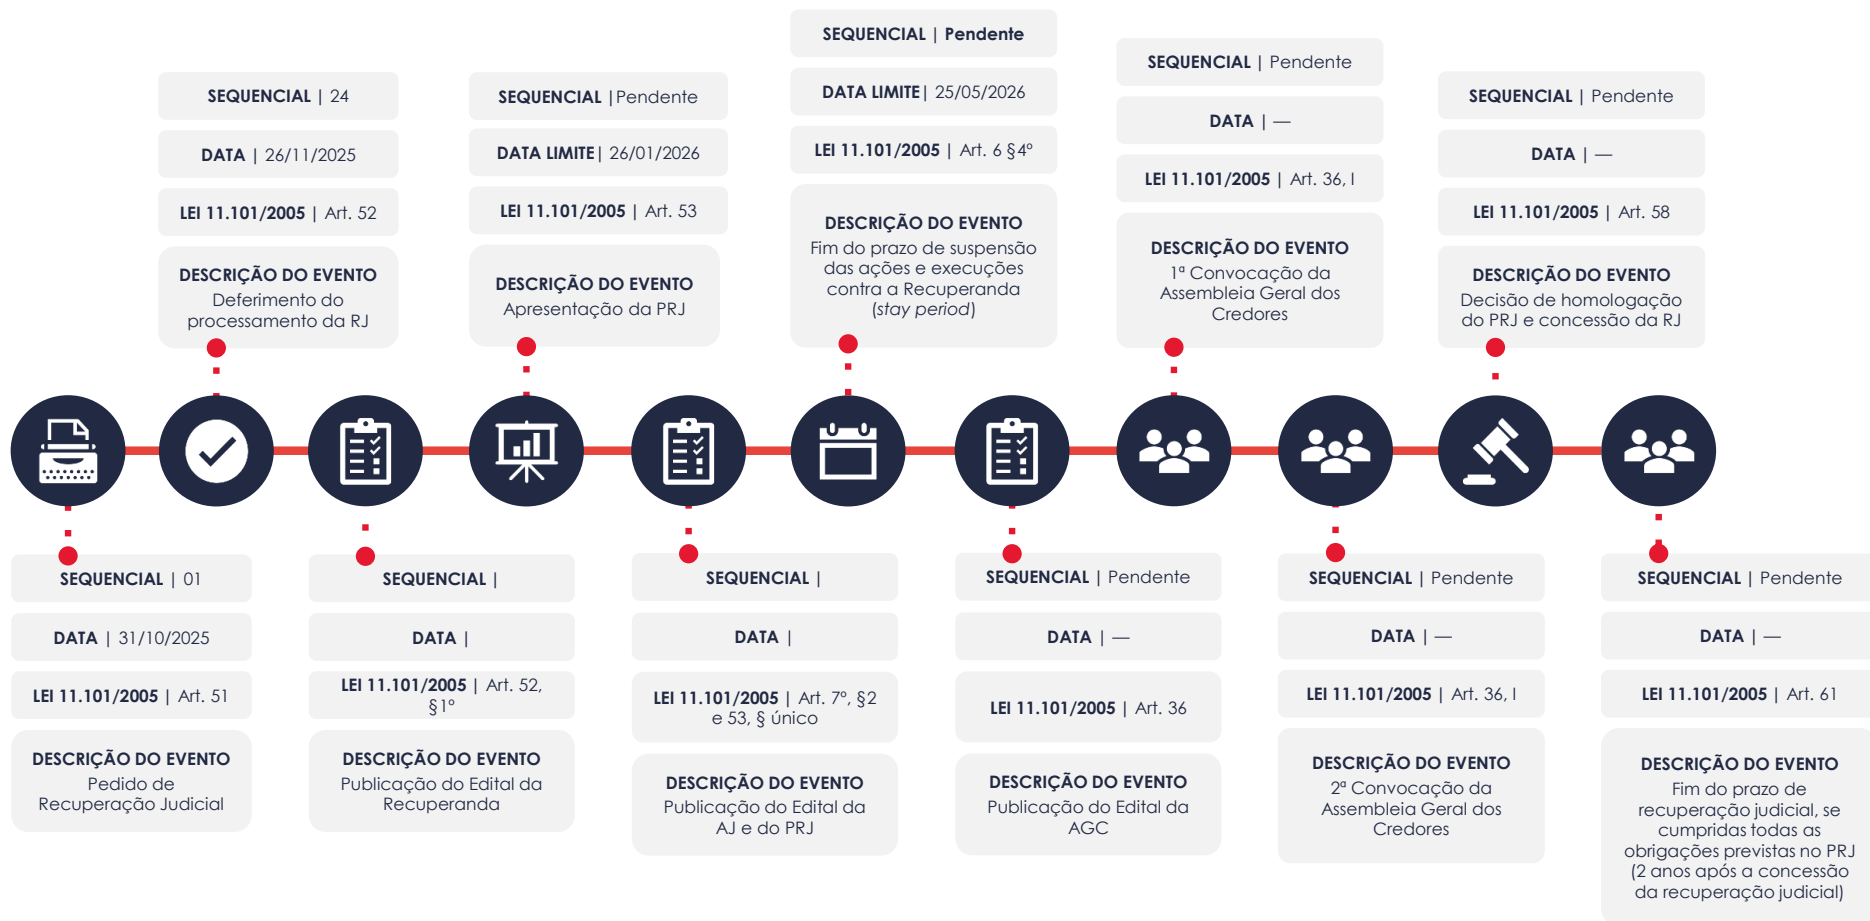 SEQUENCIAL | 24
DATA | 26/11/2025
LEI 11.101/2005 | Art. 52
DESCRIÇÃO DO EVENTO
Deferimento do
processamento da RJ
SEQUENCIAL |Pendente
DATA LIMITE| 26/01/2026
LEI 11.101/2005 | Art. 53
DESCRIÇÃO DO EVENTO
Apresentação da PRJ
SEQUENCIAL | Pendente
DATA LIMITE| 25/05/2026
LEI 11.101/2005 | Art. 6 §4º
DESCRIÇÃO DO EVENTO
Fim do prazo de suspensão
das ações e execuções
contra a Recuperanda
(stay period)
SEQUENCIAL | Pendente
DATA | —
LEI 11.101/2005 | Art. 36, I
DESCRIÇÃO DO EVENTO
1ª Convocação da
Assembleia Geral dos
Credores
SEQUENCIAL | Pendente
DATA | —
LEI 11.101/2005 | Art. 58
DESCRIÇÃO DO EVENTO
Decisão de homologação
do PRJ e concessão da RJ
SEQUENCIAL | 01
DATA | 31/10/2025
LEI 11.101/2005 | Art. 51
DESCRIÇÃO DO EVENTO
Pedido de
Recuperação Judicial
SEQUENCIAL |
DATA |
LEI 11.101/2005 | Art. 52,
§1º
DESCRIÇÃO DO EVENTO
Publicação do Edital da
Recuperanda
SEQUENCIAL |
DATA |
LEI 11.101/2005 | Art. 7º, §2
e 53, § único
DESCRIÇÃO DO EVENTO
Publicação do Edital da
AJ e do PRJ
SEQUENCIAL | Pendente
DATA | —
LEI 11.101/2005 | Art. 36
DESCRIÇÃO DO EVENTO
Publicação do Edital da
AGC
SEQUENCIAL | Pendente
DATA | —
LEI 11.101/2005 | Art. 36, I
DESCRIÇÃO DO EVENTO
2ª Convocação da
Assembleia Geral dos
Credores
SEQUENCIAL | Pendente
DATA | —
LEI 11.101/2005 | Art. 61
DESCRIÇÃO DO EVENTO
Fim do prazo de
recuperação judicial, se
cumpridas todas as
obrigações previstas no PRJ
(2 anos após a concessão
da recuperação judicial)